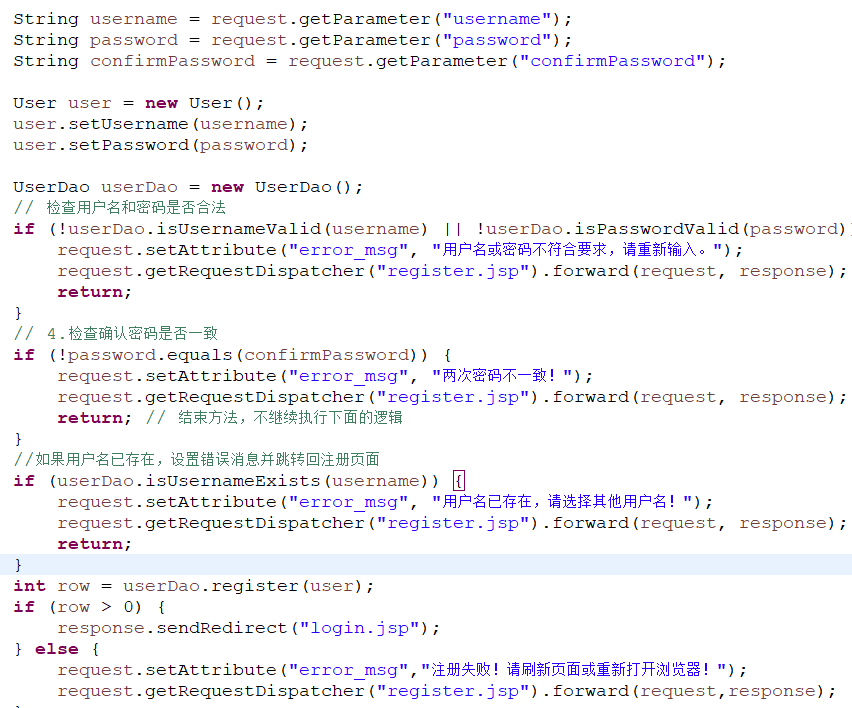 String username = request.getParameter("username");
String password = request.getParameter("password");
String confirmPassword = request.getParameter("confirmPassword");
User user = new User();
user.setUsername(username);
user.setPassword(password);
UserDao userDao = new UserDao();
// 检查用户名和密码是否合法
if (!userDao.isUsernameValid(username) || !userDao.isPasswordValid(password))
request.setAttribute("error_msg", "用户名或密码不符合要求，请重新输入。");
request.getRequestDispatcher("register.jsp").forward(request, response);
return;
}
// 4.检查确认密码是否一致
if (!password.equals(confirmPassword)) {
request.setAttribute("error_msg", "两次密码不一致！");
request.getRequestDispatcher("register.jsp").forward(request, response);
return; // 结束方法，不继续执行下面的逻辑
}
//如果用户名已存在，设置错误消息并跳转回注册页面
if (userDao.isUsernameExists(username)) {
request.setAttribute("error_msg", "用户名已存在，请选择其他用户名！");
request.getRequestDispatcher("register.jsp").forward(request, response);
return;
}
int row = userDao.register(user);
if (row > 0) {
response.sendRedirect("login.jsp");
} else {
request.setAttribute("error_msg","注册失败！请刷新页面或重新打开浏览器！");
request.getRequestDispatcher("register.jsp").forward(request,response);